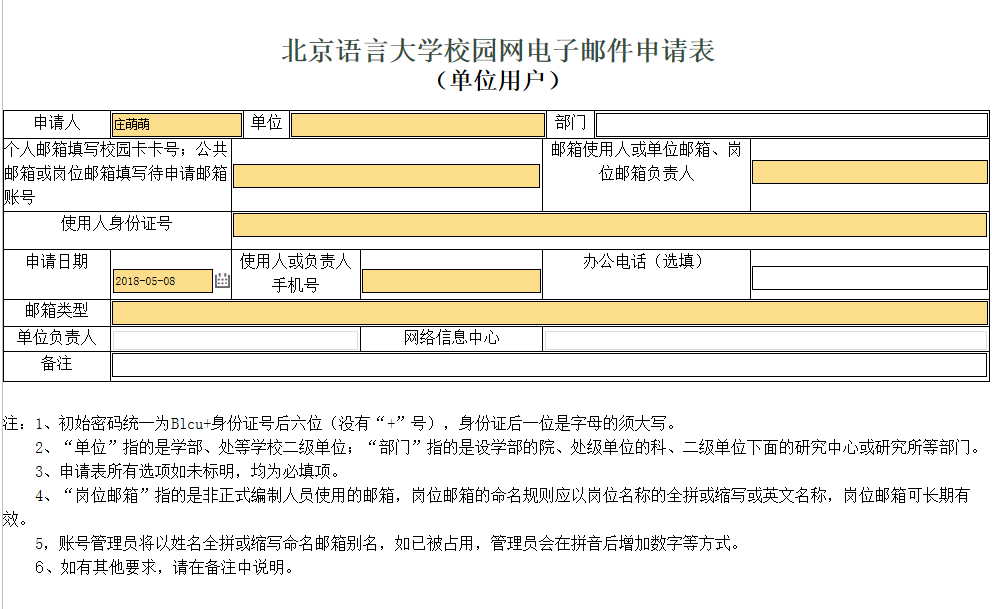 北京语言大学校园网电子邮件申请表
（单位用户）
申请人 庄萌萌 单位 部门
个人邮箱填写校园卡卡号；公共
邮箱或岗位邮箱填写待申请邮箱
账号
邮箱使用人或单位邮箱、岗
位邮箱负责人
使用人身份证号
申请日期 2018-05-08
使用人或负责人
手机号
办公电话（选填）
邮箱类型
单位负责人 网络信息中心
备注
注：1、初始密码统一为Blcu+身份证号后六位（没有“+”号），身份证后一位是字母的须大写。
2、“单位”指的是学部、处等学校二级单位；“部门”指的是设学部的院、处级单位的科、二级单位下面的研究中心或研究所等部门。
3、申请表所有选项如未标明，均为必填项。
4、“岗位邮箱”指的是非正式编制人员使用的邮箱，岗位邮箱的命名规则应以岗位名称的全拼或缩写或英文名称，岗位邮箱可长期有
效。
5，账号管理员将以姓名全拼或缩写命名邮箱别名，如已被占用，管理员会在拼音后增加数字等方式。
6、如有其他要求，请在备注中说明。